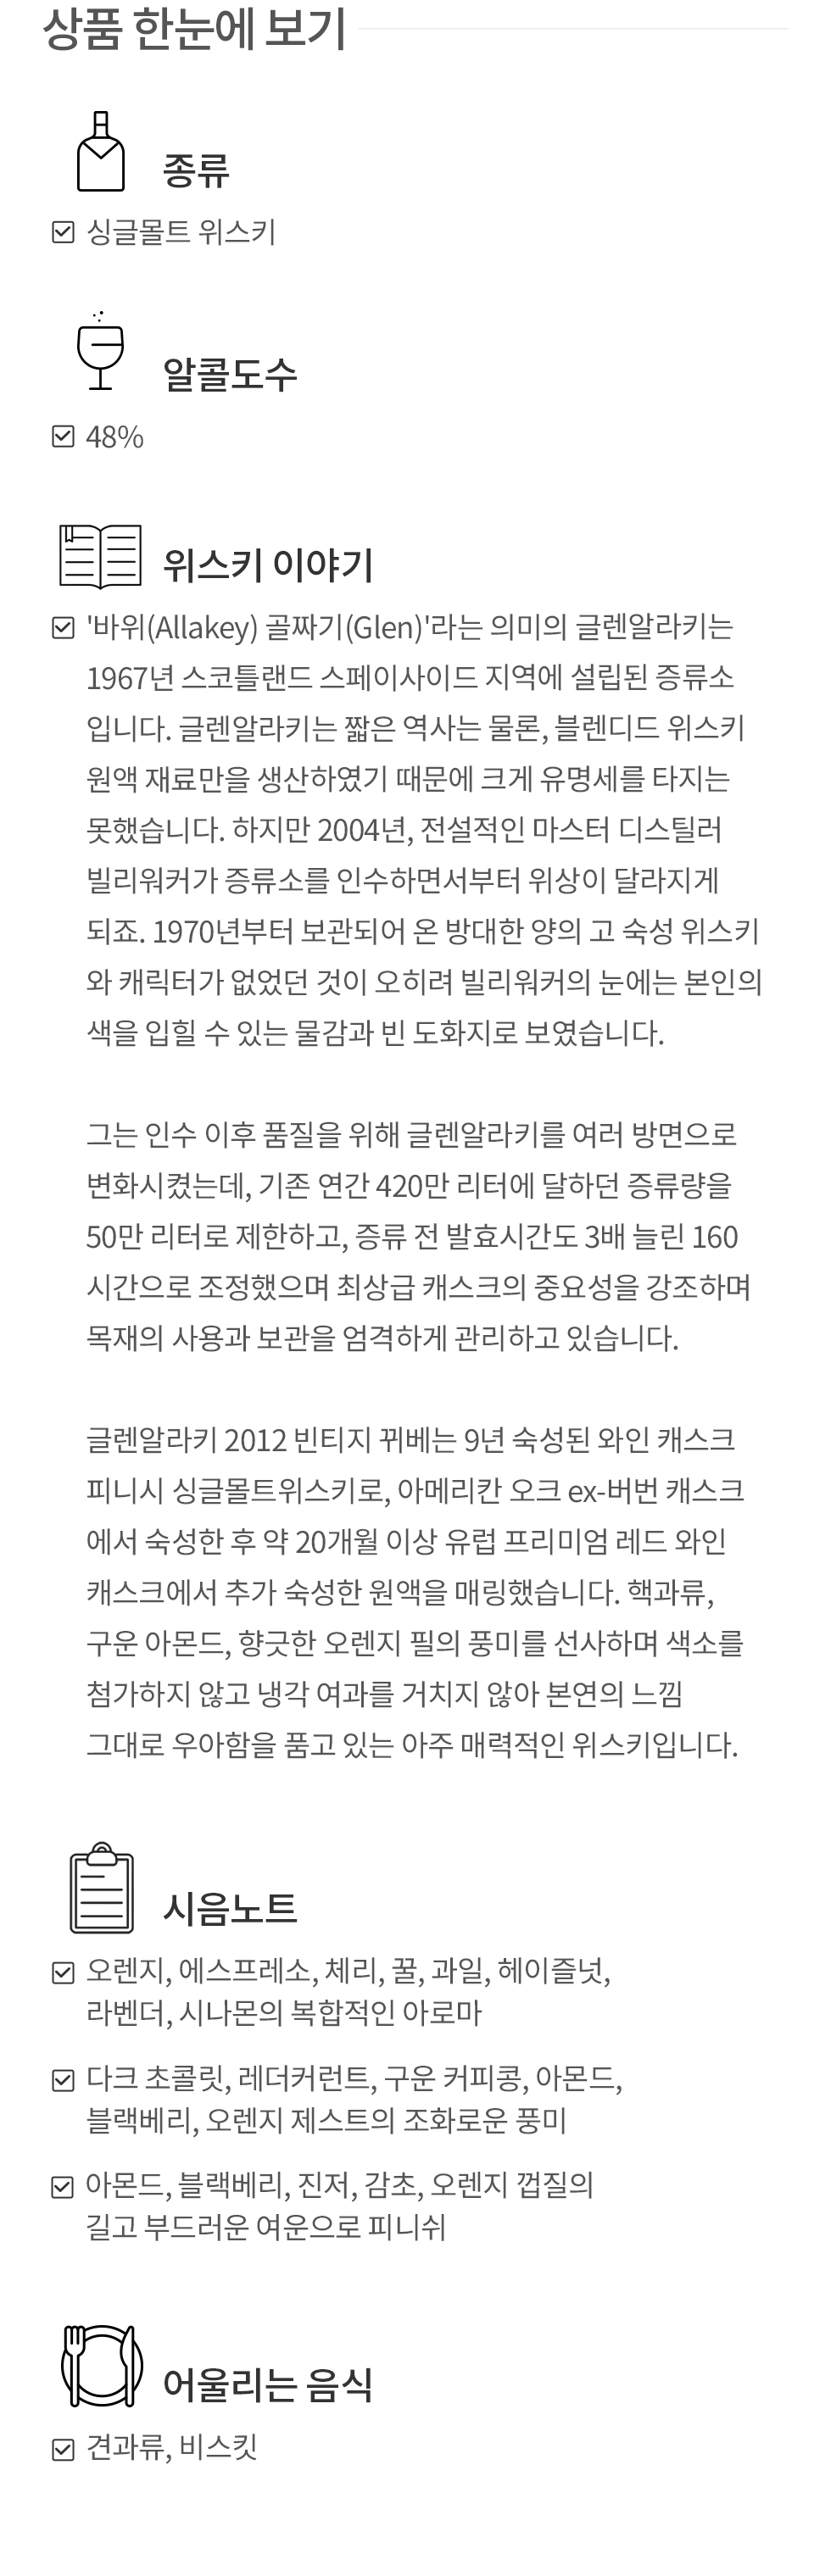 상품 한눈에 보기
종류
싱글몰트 위스키
알콜도수
48%
위스키 이야기
'바위(Allakey) 골짜기(Glen)'라는 의미의 글렌알라키는
1967년 스코틀랜드 스페이사이드 지역에 설립된 증류소
입니다. 글렌알라키는 짧은 역사는 물론, 블렌디드 위스키
원액 재료만을 생산하였기 때문에 크게 유명세를 타지는
못했습니다. 하지만 2004년, 전설적인 마스터 디스틸러
빌리워커가 증류소를 인수하면서부터 위상이 달라지게
되죠. 1970년부터 보관되어 온 방대한 양의 고 숙성 위스키
와 캐릭터가 없었던 것이 오히려 빌리워커의 눈에는 본인의
색을 입힐 수 있는 물감과 빈 도화지로 보였습니다.
그는 인수 이후 품질을 위해 글렌알라키를 여러 방면으로
변화시켰는데, 기존 연간 420만 리터에 달하던 증류량을
50만 리터로 제한하고, 증류 전 발효시간도 3배 늘린 160
시간으로 조정했으며 최상급 캐스크의 중요성을 강조하며
목재의 사용과 보관을 엄격하게 관리하고 있습니다.
글렌알라키 2012 빈티지 뀌베는 9년 숙성된 와인 캐스크
피니시 싱글몰트위스키로, 아메리칸 오크 ex-버번 캐스크
에서 숙성한 후 약 20개월 이상 유럽 프리미엄 레드 와인
캐스크에서 추가 숙성한 원액을 매링했습니다. 핵과류,
구운 아몬드, 향긋한 오렌지 필의 풍미를 선사하며 색소를
첨가하지 않고 냉각 여과를 거치지 않아 본연의 느낌
그대로 우아함을 품고 있는 아주 매력적인 위스키입니다.
시음노트
오렌지, 에스프레소, 체리, 꿀, 과일, 헤이즐넛,
라벤더, 시나몬의 복합적인 아로마
다크 초콜릿, 레더커런트, 구운 커피콩, 아몬드,
블랙베리, 오렌지 제스트의 조화로운 풍미
아몬드, 블랙베리, 진저, 감초, 오렌지 껍질의
길고 부드러운 여운으로 피니쉬
어울리는 음식
견과류, 비스킷